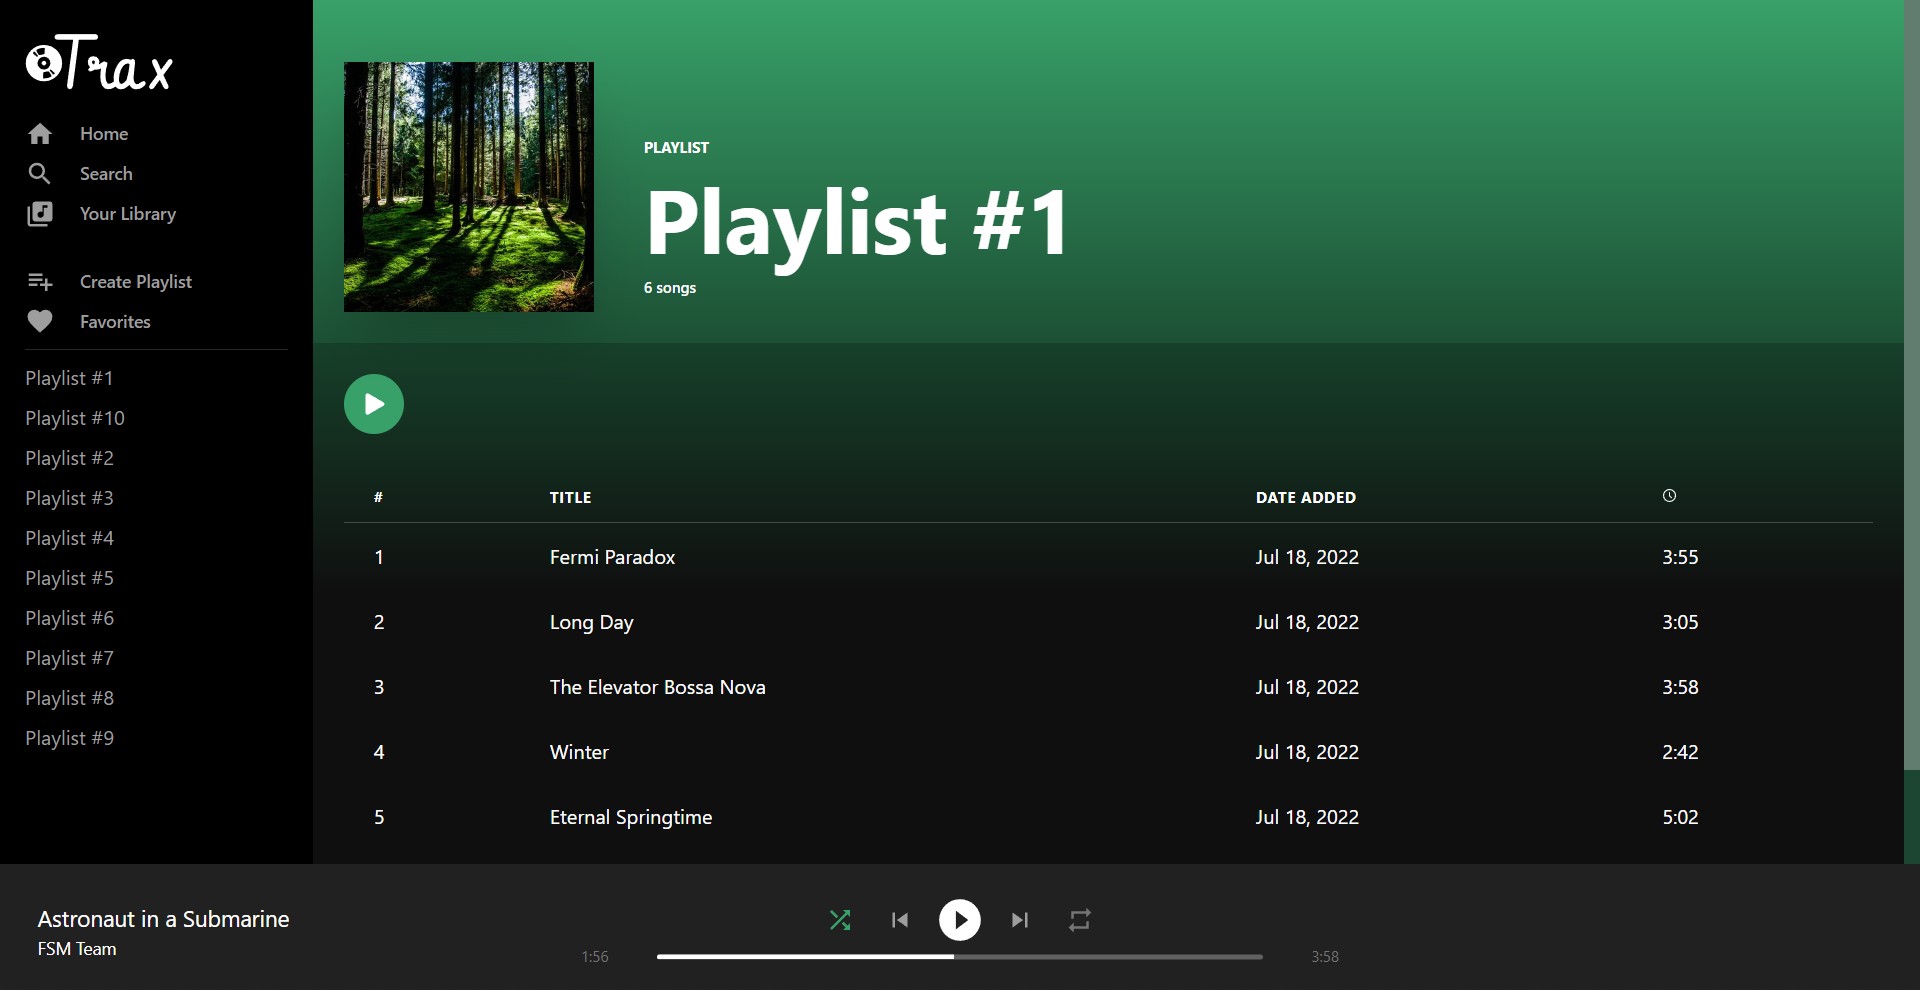 Trax
Home
Search
Your Library
Create Playlist
Favorites
Playlist #1
Playlist #10
Playlist #2
Playlist #3
Playlist #4
Playlist #5
Playlist #6
Playlist #7
Playlist #8
Playlist #9
PLAYLIST
Playlist #1
6 songs
# TITLE DATE ADDED
1 Fermi Paradox Jul 18, 2022 3:55
2 Long Day Jul 18, 2022 3:05
3 The Elevator Bossa Nova Jul 18, 2022 3:58
4 Winter Jul 18, 2022 2:42
5 Eternal Springtime Jul 18, 2022 5:02
Astronaut in a Submarine
FSM Team
1:56 3:58